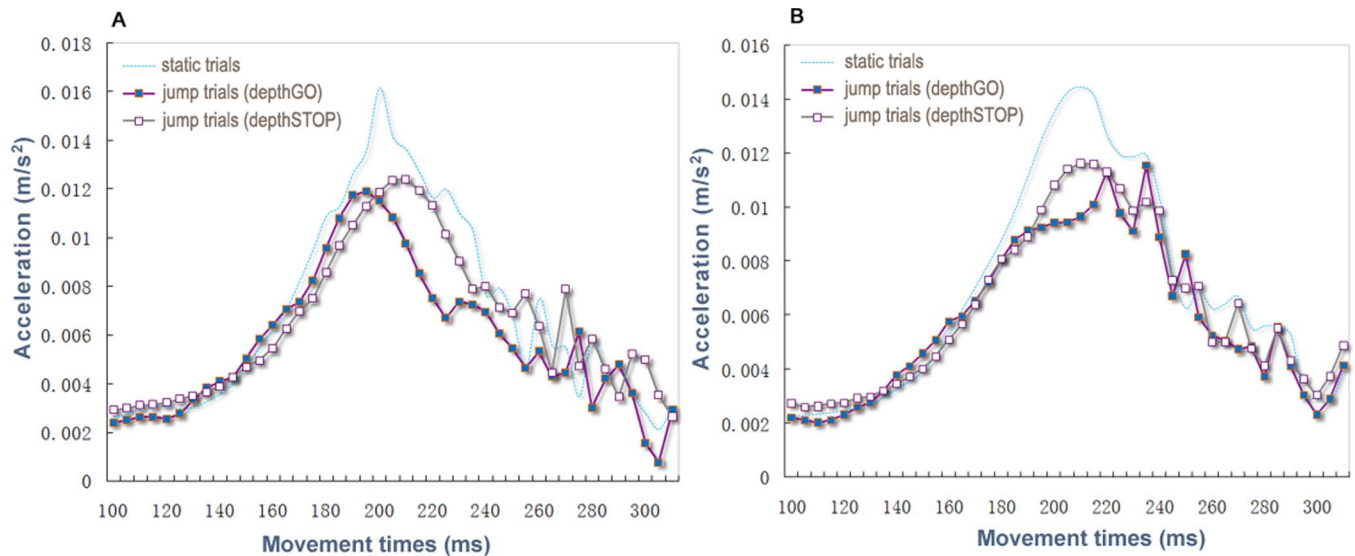 A
Acceleration (m/s²)
0.018
0.016
0.014
0.012
0.01
0.008
0.006
0.004
0.002
0
static trials
jump trials (depthGO)
jump trials (depthSTOP)
100 120 140 160 180 200 220 240 260 280 300
Movement times (ms)
B
Acceleration (m/s²)
0.016
0.014
0.012
0.01
0.008
0.006
0.004
0.002
0
static trials
jump trials (depthGO)
jump trials (depthSTOP)
100 120 140 160 180 200 220 240 260 280 300
Movement times (ms)